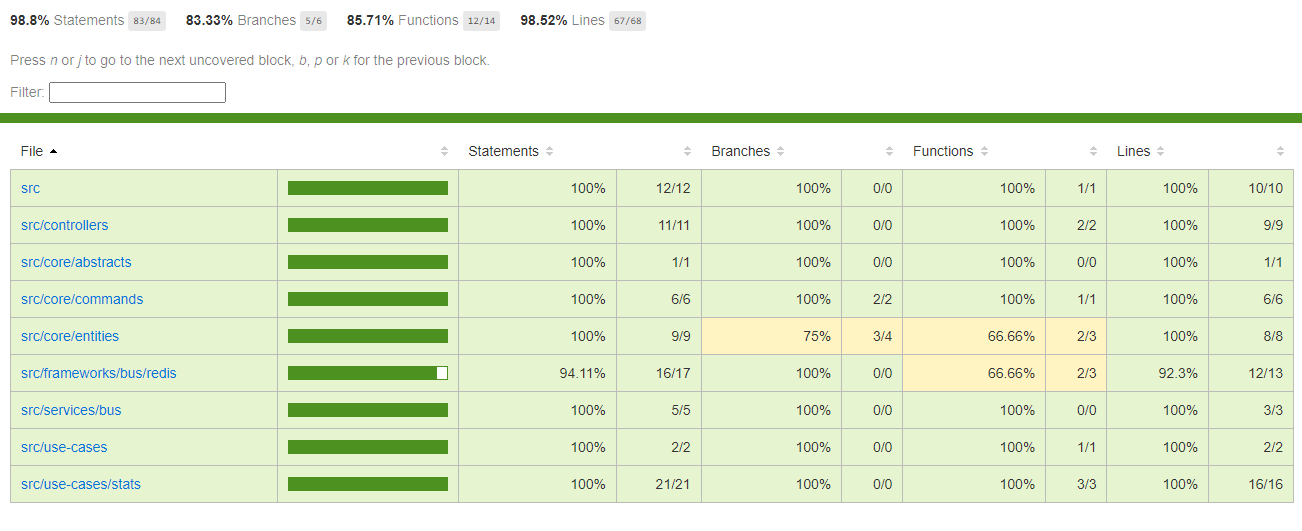 98.8% Statements 83/84 83.33% Branches 5/6 85.71% Functions 12/14 98.52% Lines 67/68
Press n or j to go to the next uncovered block, b, p or k for the previous block.
Filter:
File Statements Branches Functions Lines
src 100% 12/12 100% 0/0 100% 1/1 100% 10/10
src/controllers 100% 11/11 100% 0/0 100% 2/2 100% 9/9
src/core/abstracts 100% 1/1 100% 0/0 100% 0/0 100% 1/1
src/core/commands 100% 6/6 100% 2/2 100% 1/1 100% 6/6
src/core/entities 100% 9/9 75% 3/4 66.66% 2/3 100% 8/8
src/frameworks/bus/redis 94.11% 16/17 100% 0/0 66.66% 2/3 92.3% 12/13
src/services/bus 100% 5/5 100% 0/0 100% 0/0 100% 3/3
src/use-cases 100% 2/2 100% 0/0 100% 1/1 100% 2/2
src/use-cases/stats 100% 21/21 100% 0/0 100% 3/3 100% 16/16